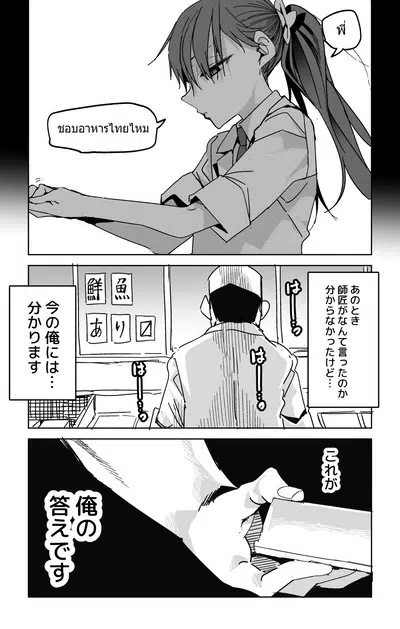 พี่
ชอบอาหารไทยไหม
あのとき
師匠がなんて言ったのか
分からなかったけど…
鮮魚
あり〼
はー…っ
はー…っ
今の俺には…
分かります
これが
俺の
答えです